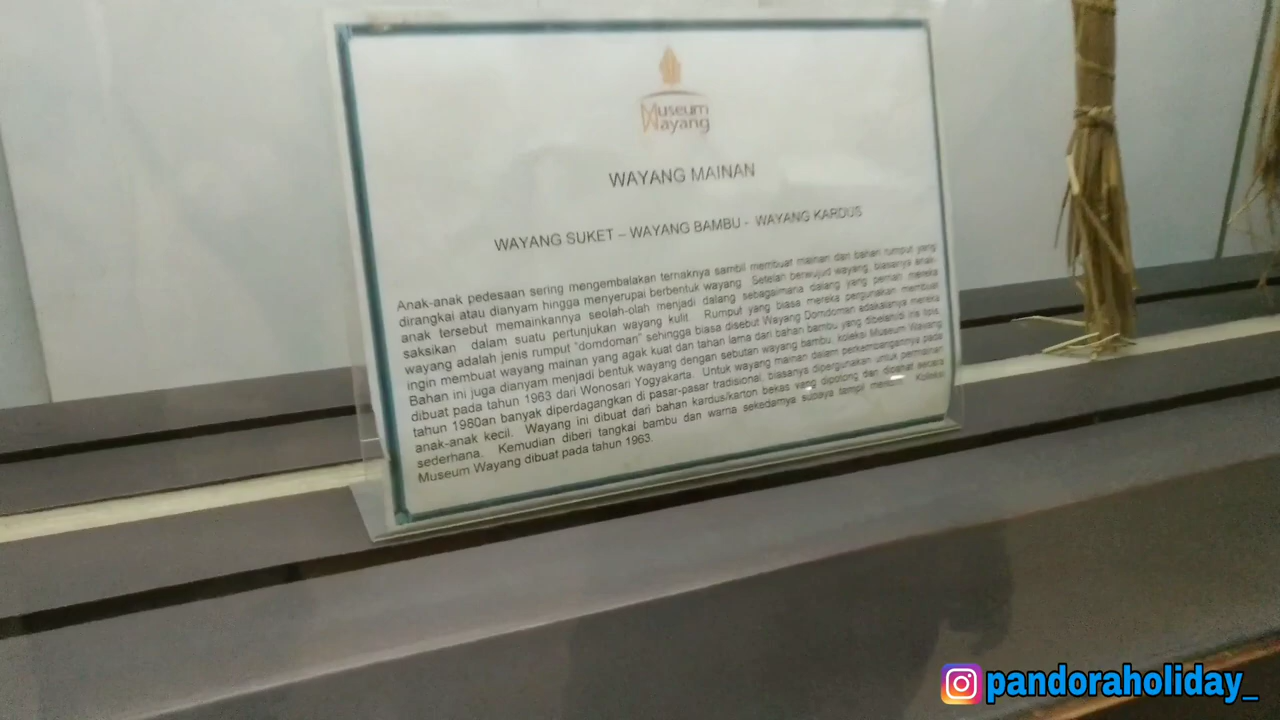 Museum
Wayang
WAYANG MAINAN
WAYANG SUKET – WAYANG BAMBU - WAYANG KARDUS
Anak-anak pedesaan sering mengembalakan ternaknya sambil membuat mainan dari bahan rumput yang
dirangkai atau dianyam hingga menyerupai berbentuk wayang Setelah berwujud wayang, biasanya anak-
anak tersebut memainkannya seolah-olah menjadi dalang sebagaimana dalang yang pernah mereka
saksikan dalam suatu pertunjukan wayang kulit. Rumput yang biasa mereka pergunakan membuat
wayang adalah jenis rumput "domdoman" sehingga biasa disebut Wayang Domdoman adakalanya mereka
ingin membuat wayang mainan yang agak kuat dan tahan lama dari bahan bambu yang dibelah iris tipis.
Bahan ini juga dianyam menjadi bentuk wayang dengan sebutan wayang bambu, koleksi Museum Wayang
dibuat pada tahun 1963 dari Wonosari Yogyakarta. Untuk wayang mainan dalam perkembangannya pada
tahun 1980an banyak diperdagangkan di pasar-pasar tradisional, biasanya dipergunakan untuk permainan
anak-anak kecil. Wayang ini dibuat dari bahan kardus/karton bekas yang dipotong dan dipahat secara
sederhana. Kemudian diberi tangkai bambu dan warna sekedarnya supaya tampil Koleksi
Museum Wayang dibuat pada tahun 1963.
pandoraholiday_